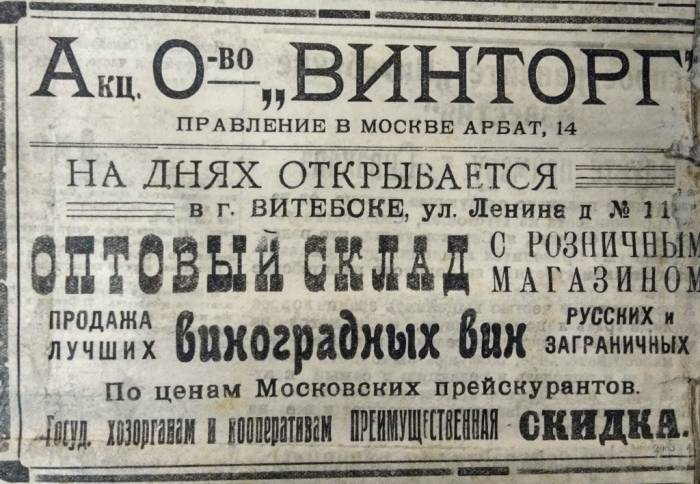 Акц. О-во „ВИНТОРГ"
ПРАВЛЕНИЕ В МОСКВЕ АРБАТ, 14
НА ДНЯХ ОТКРЫВАЕТСЯ
в г. ВИТЕБСКЕ, ул. Ленина д № 11
ОПТОВЫЙ СКЛАД С РОЗНИЧНЫМ МАГАЗИНОМ
ПРОДАЖА ЛУЧШИХ виноградных вин РУССКИХ и ЗАГРАНИЧНЫХ
По ценам Московских прейскурантов.
Госуд. хозорганам и кооперативам ПРЕИМУЩЕСТВЕННАЯ СКИДКА.